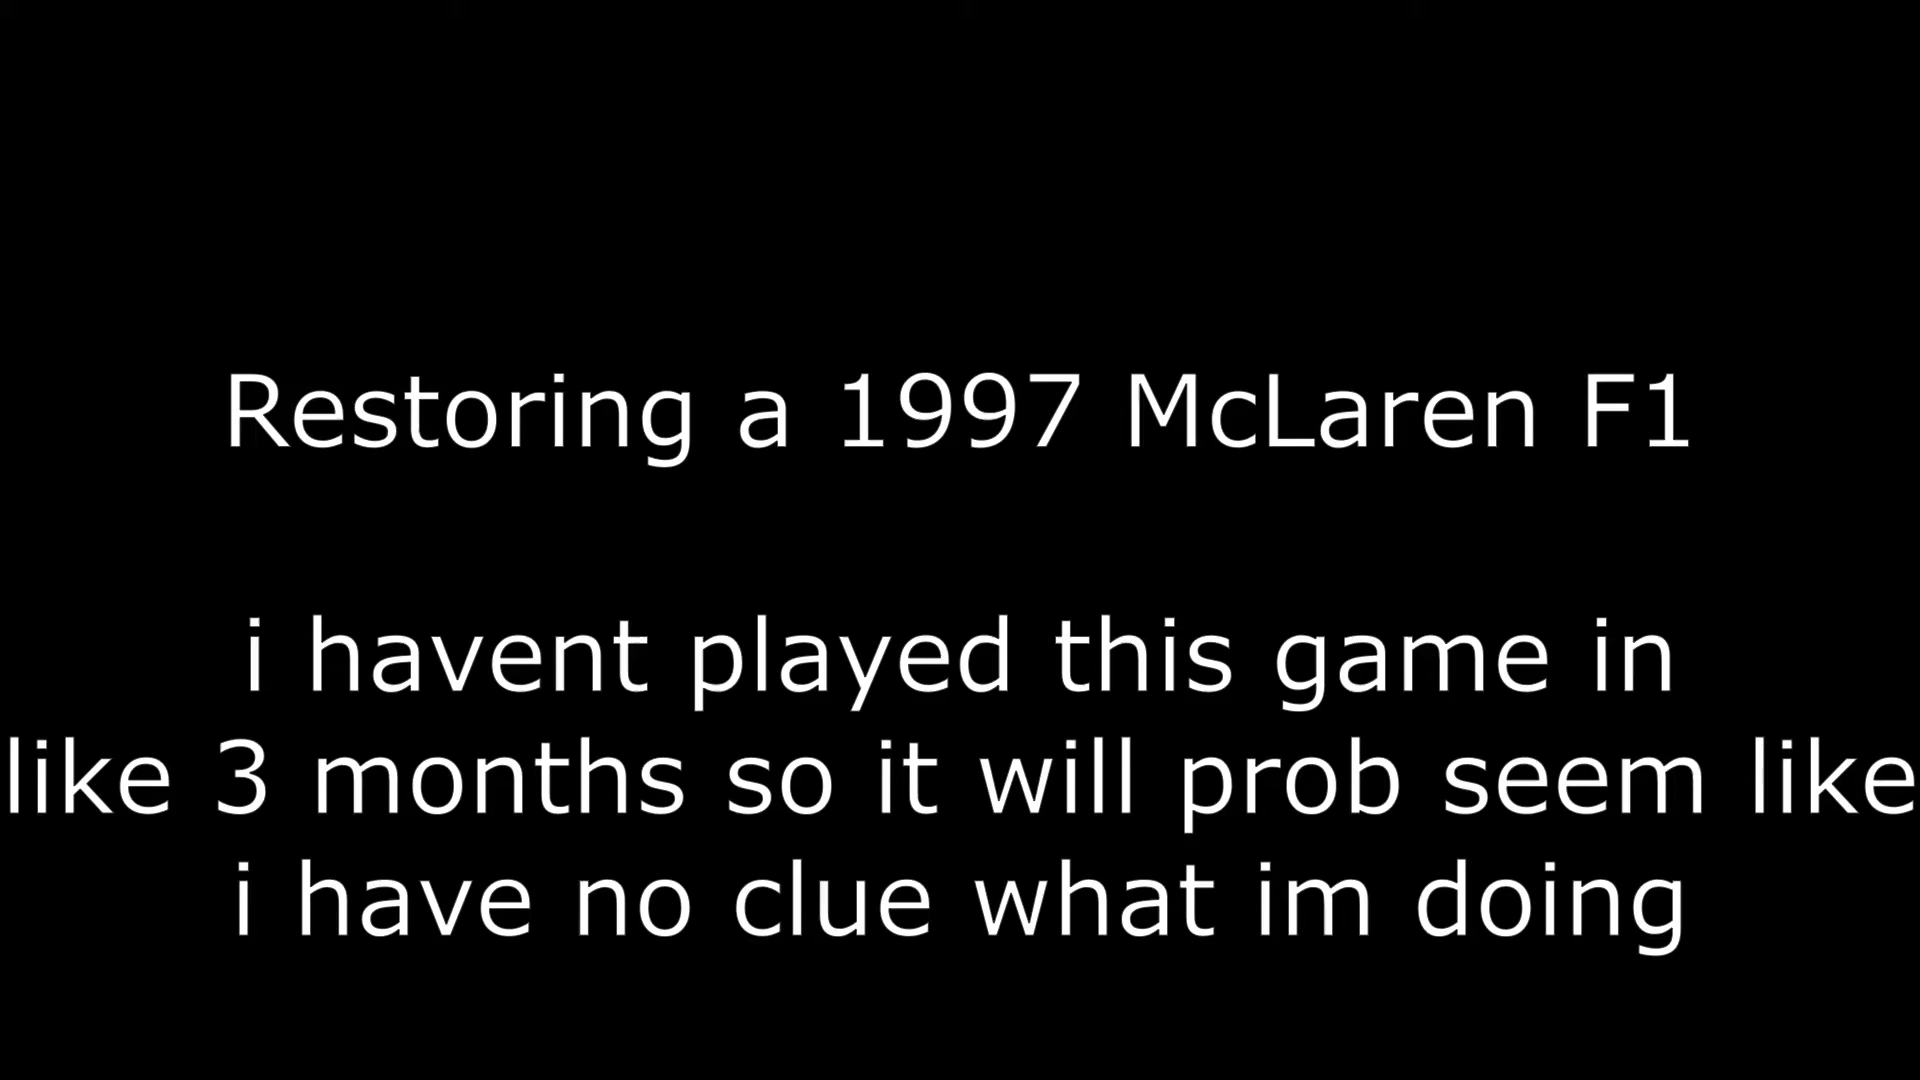 Restoring a 1997 McLaren F1
i havent played this game in
like 3 months so it will prob seem like
i have no clue what im doing